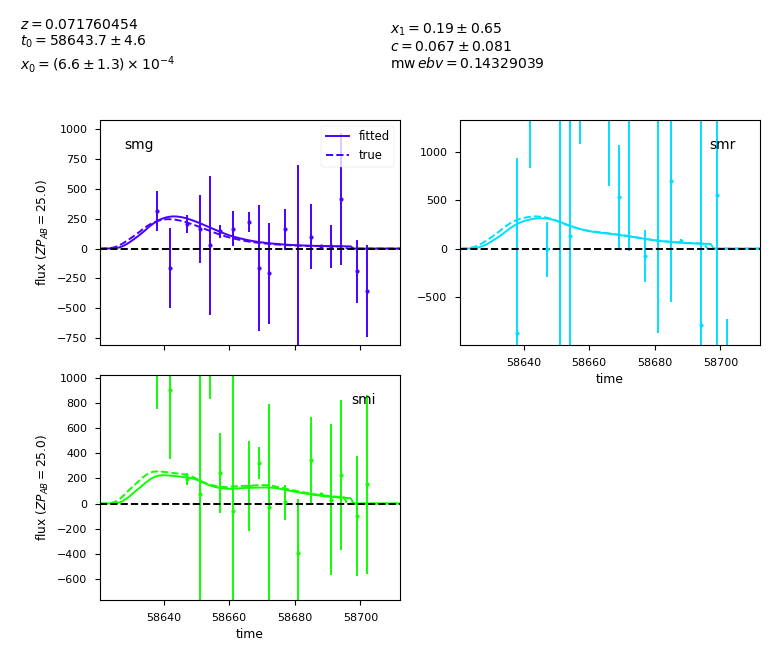 z = 0.071760454
t₀ = 58643.7 ± 4.6
x₀ = (6.6 ± 1.3) × 10⁻⁴
x₁ = 0.19 ± 0.65
c = 0.067 ± 0.081
mw ebv = 0.14329039
smg
fitted
true
1000
750
500
250
0
−250
−500
−750
flux (ZP_AB = 25.0)
smr
1000
500
0
−500
58640
58660
58680
58700
time
smi
1000
800
600
400
200
0
−200
−400
−600
flux (ZP_AB = 25.0)
58640
58660
58680
58700
time